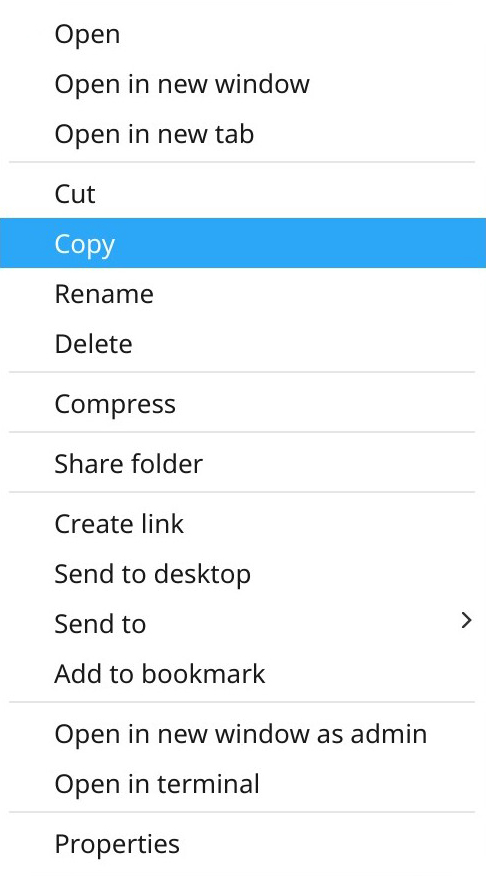 Open
Open in new window
Open in new tab
Cut
Copy
Rename
Delete
Compress
Share folder
Create link
Send to desktop
Send to
Add to bookmark
Open in new window as admin
Open in terminal
Properties